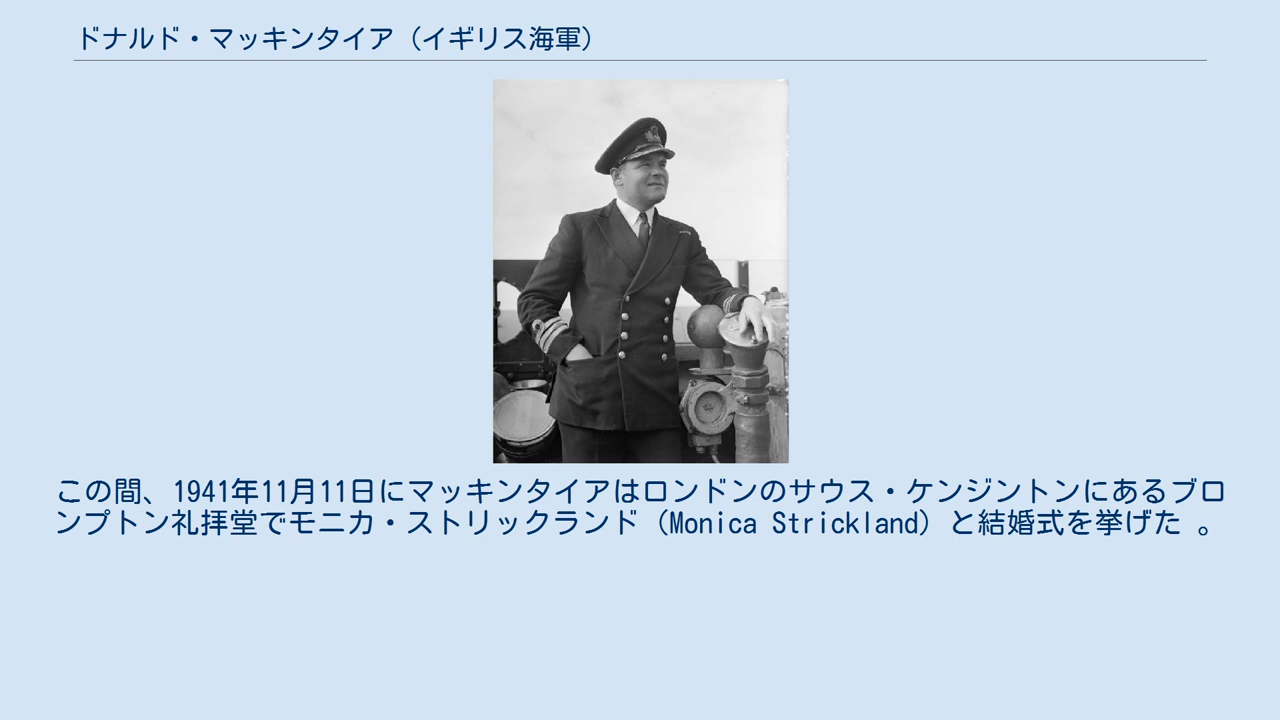 ドナルド・マッキンタイア（イギリス海軍）
この間、1941年11月11日にマッキンタイアはロンドンのサウス・ケンジントンにあるブロ
ンプトン礼拝堂でモニカ・ストリックランド（Monica Strickland）と結婚式を挙げた 。